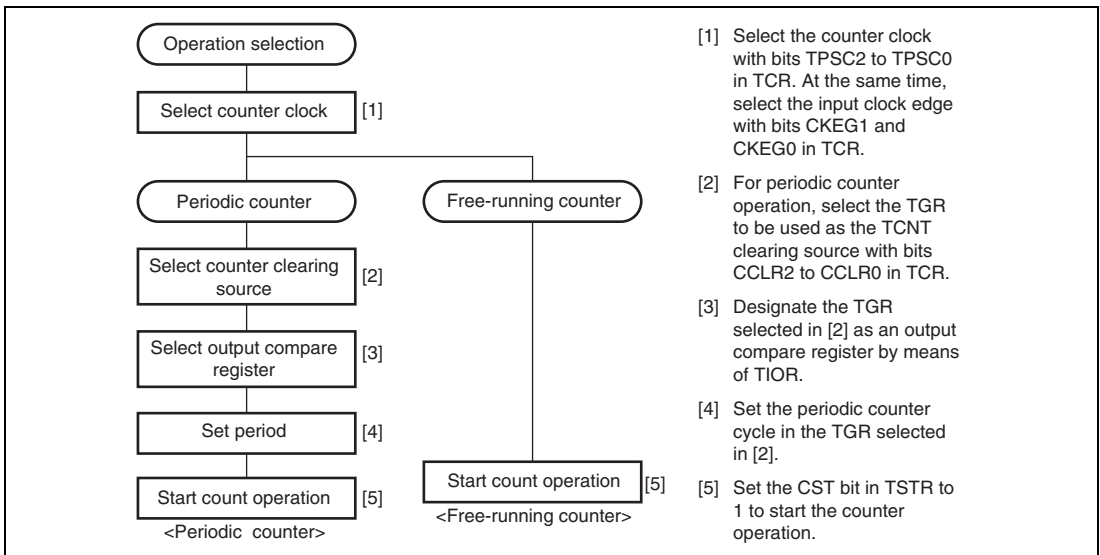 Operation selection
Select counter clock [1]
Periodic counter
Free-running counter
Select counter clearing
source
[2]
Select output compare
register
[3]
Set period [4]
Start count operation [5]
<Periodic counter>
Start count operation [5]
<Free-running counter>
[1] Select the counter clock
with bits TPSC2 to TPSC0
in TCR. At the same time,
select the input clock edge
with bits CKEG1 and
CKEG0 in TCR.
[2] For periodic counter
operation, select the TGR
to be used as the TCNT
clearing source with bits
CCLR2 to CCLR0 in TCR.
[3] Designate the TGR
selected in [2] as an output
compare register by means
of TIOR.
[4] Set the periodic counter
cycle in the TGR selected
in [2].
[5] Set the CST bit in TSTR to
1 to start the counter
operation.